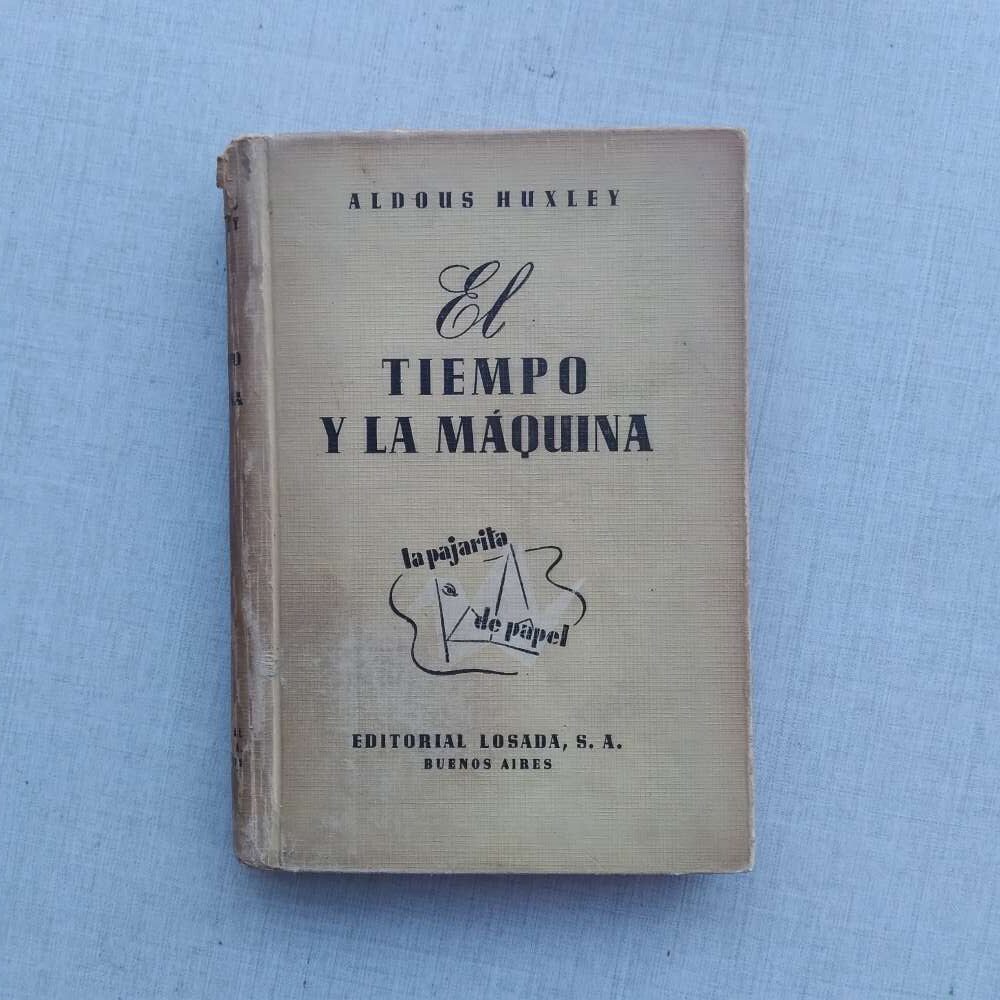 ALDOUS HUXLEY
El
TIEMPO
Y LA MÁQUINA
la pajarita
de papel
EDITORIAL LOSADA, S. A.
BUENOS AIRES